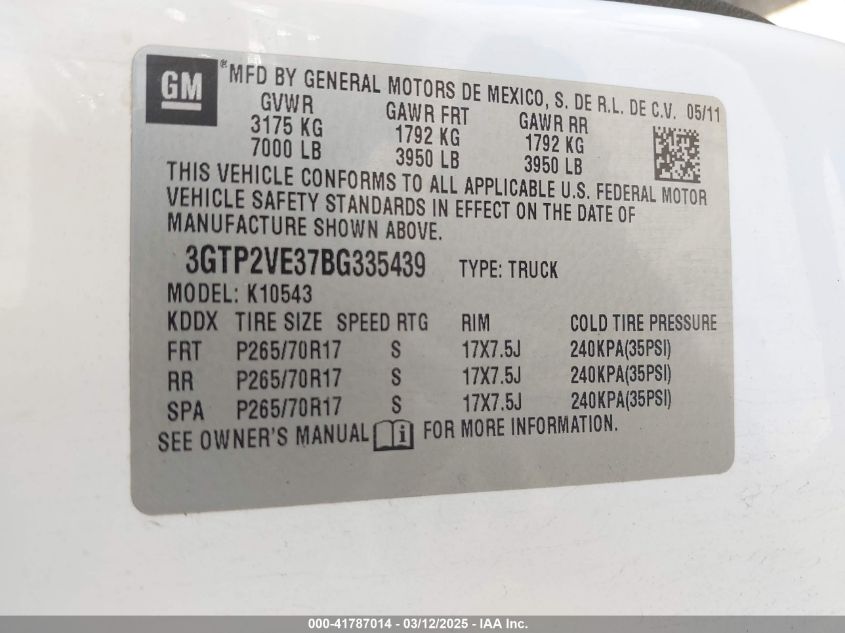 GM ®MFD BY GENERAL MOTORS DE MEXICO, S. DE R.L. DE C.V. 05/11
GVWR GAWR FRT GAWR RR
3175 KG 1792 KG 1792 KG
7000 LB 3950 LB 3950 LB
THIS VEHICLE CONFORMS TO ALL APPLICABLE U.S. FEDERAL MOTOR
VEHICLE SAFETY STANDARDS IN EFFECT ON THE DATE OF
MANUFACTURE SHOWN ABOVE.
3GTP2VE37BG335439 TYPE: TRUCK
MODEL: K10543
KDDX TIRE SIZE SPEED RTG RIM COLD TIRE PRESSURE
FRT P265/70R17 S 17X7.5J 240KPA(35PSI)
RR P265/70R17 S 17X7.5J 240KPA(35PSI)
SPA P265/70R17 S 17X7.5J 240KPA(35PSI)
SEE OWNER'S MANUAL i FOR MORE INFORMATION.
000-41787014 — 03/12/2025 — IAA Inc.